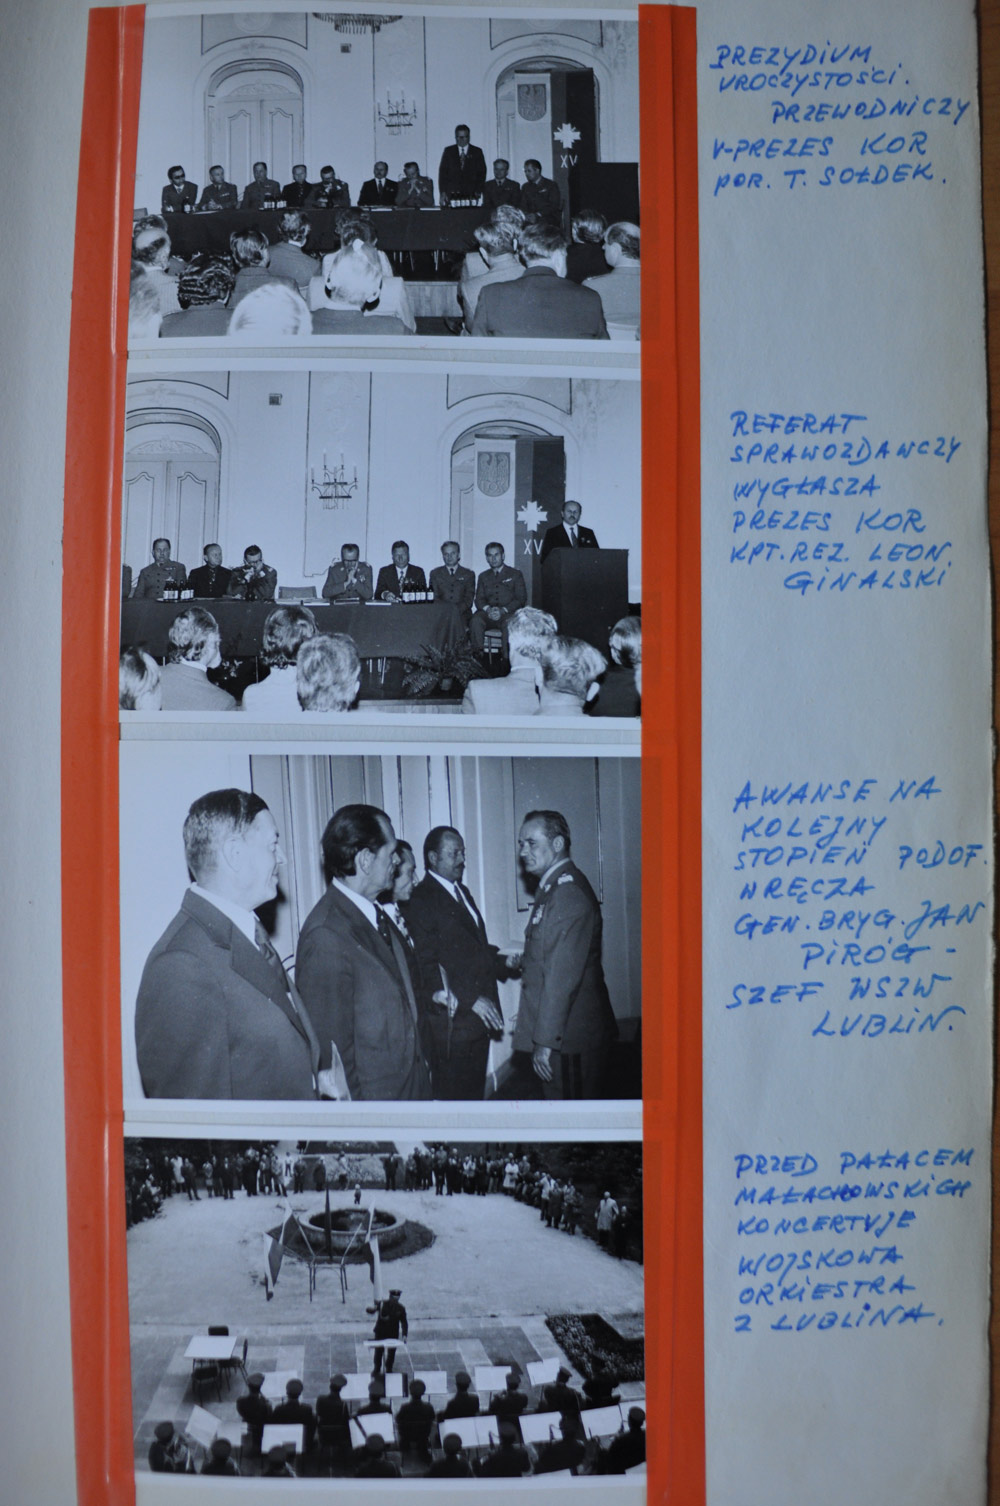 PREZYDIUM
UROCZYSTOŚCI.
PRZEWODNICZY
V-PREZES KOR
POR. T. SOŁDEK.
XV
REFERAT
SPRAWOZDAWCZY
WYGŁASZA
PREZES KOR
KPT. REZ. LEON
GINALSKI
XV
AWANSE NA
KOLEJNY
STOPIEŃ PODOF.
WRĘCZA
GEN. BRYG. JAN
PIRÓG -
SZEF WSZW
LUBLIN.
PRZED PAŁACEM
MAŁACHOWSKICH
KONCERTUJE
WOJSKOWA
ORKIESTRA
Z ŁUBLINA.